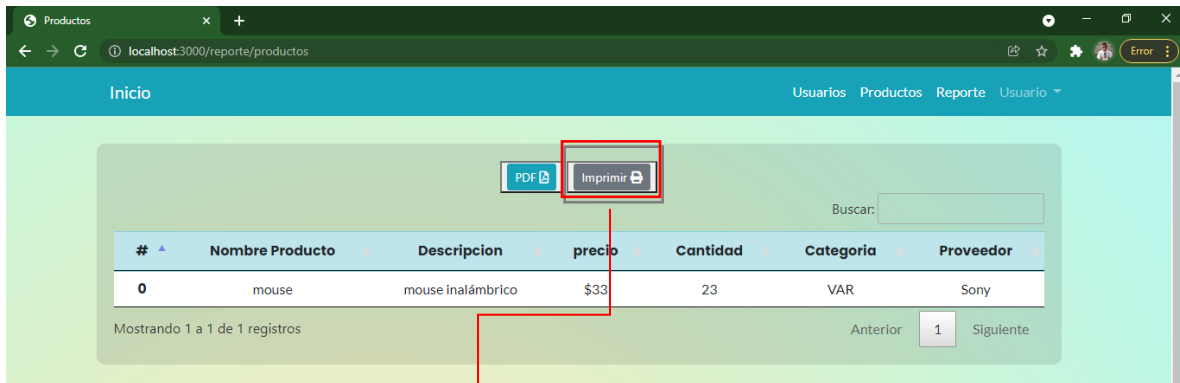 Productos
localhost:3000/reporte/productos
Error
Inicio Usuarios Productos Reporte Usuario
PDF Imprimir
Buscar:
# Nombre Producto Descripcion precio Cantidad Categoria Proveedor
0 mouse mouse inalámbrico $33 23 VAR Sony
Mostrando 1 a 1 de 1 registros Anterior 1 Siguiente